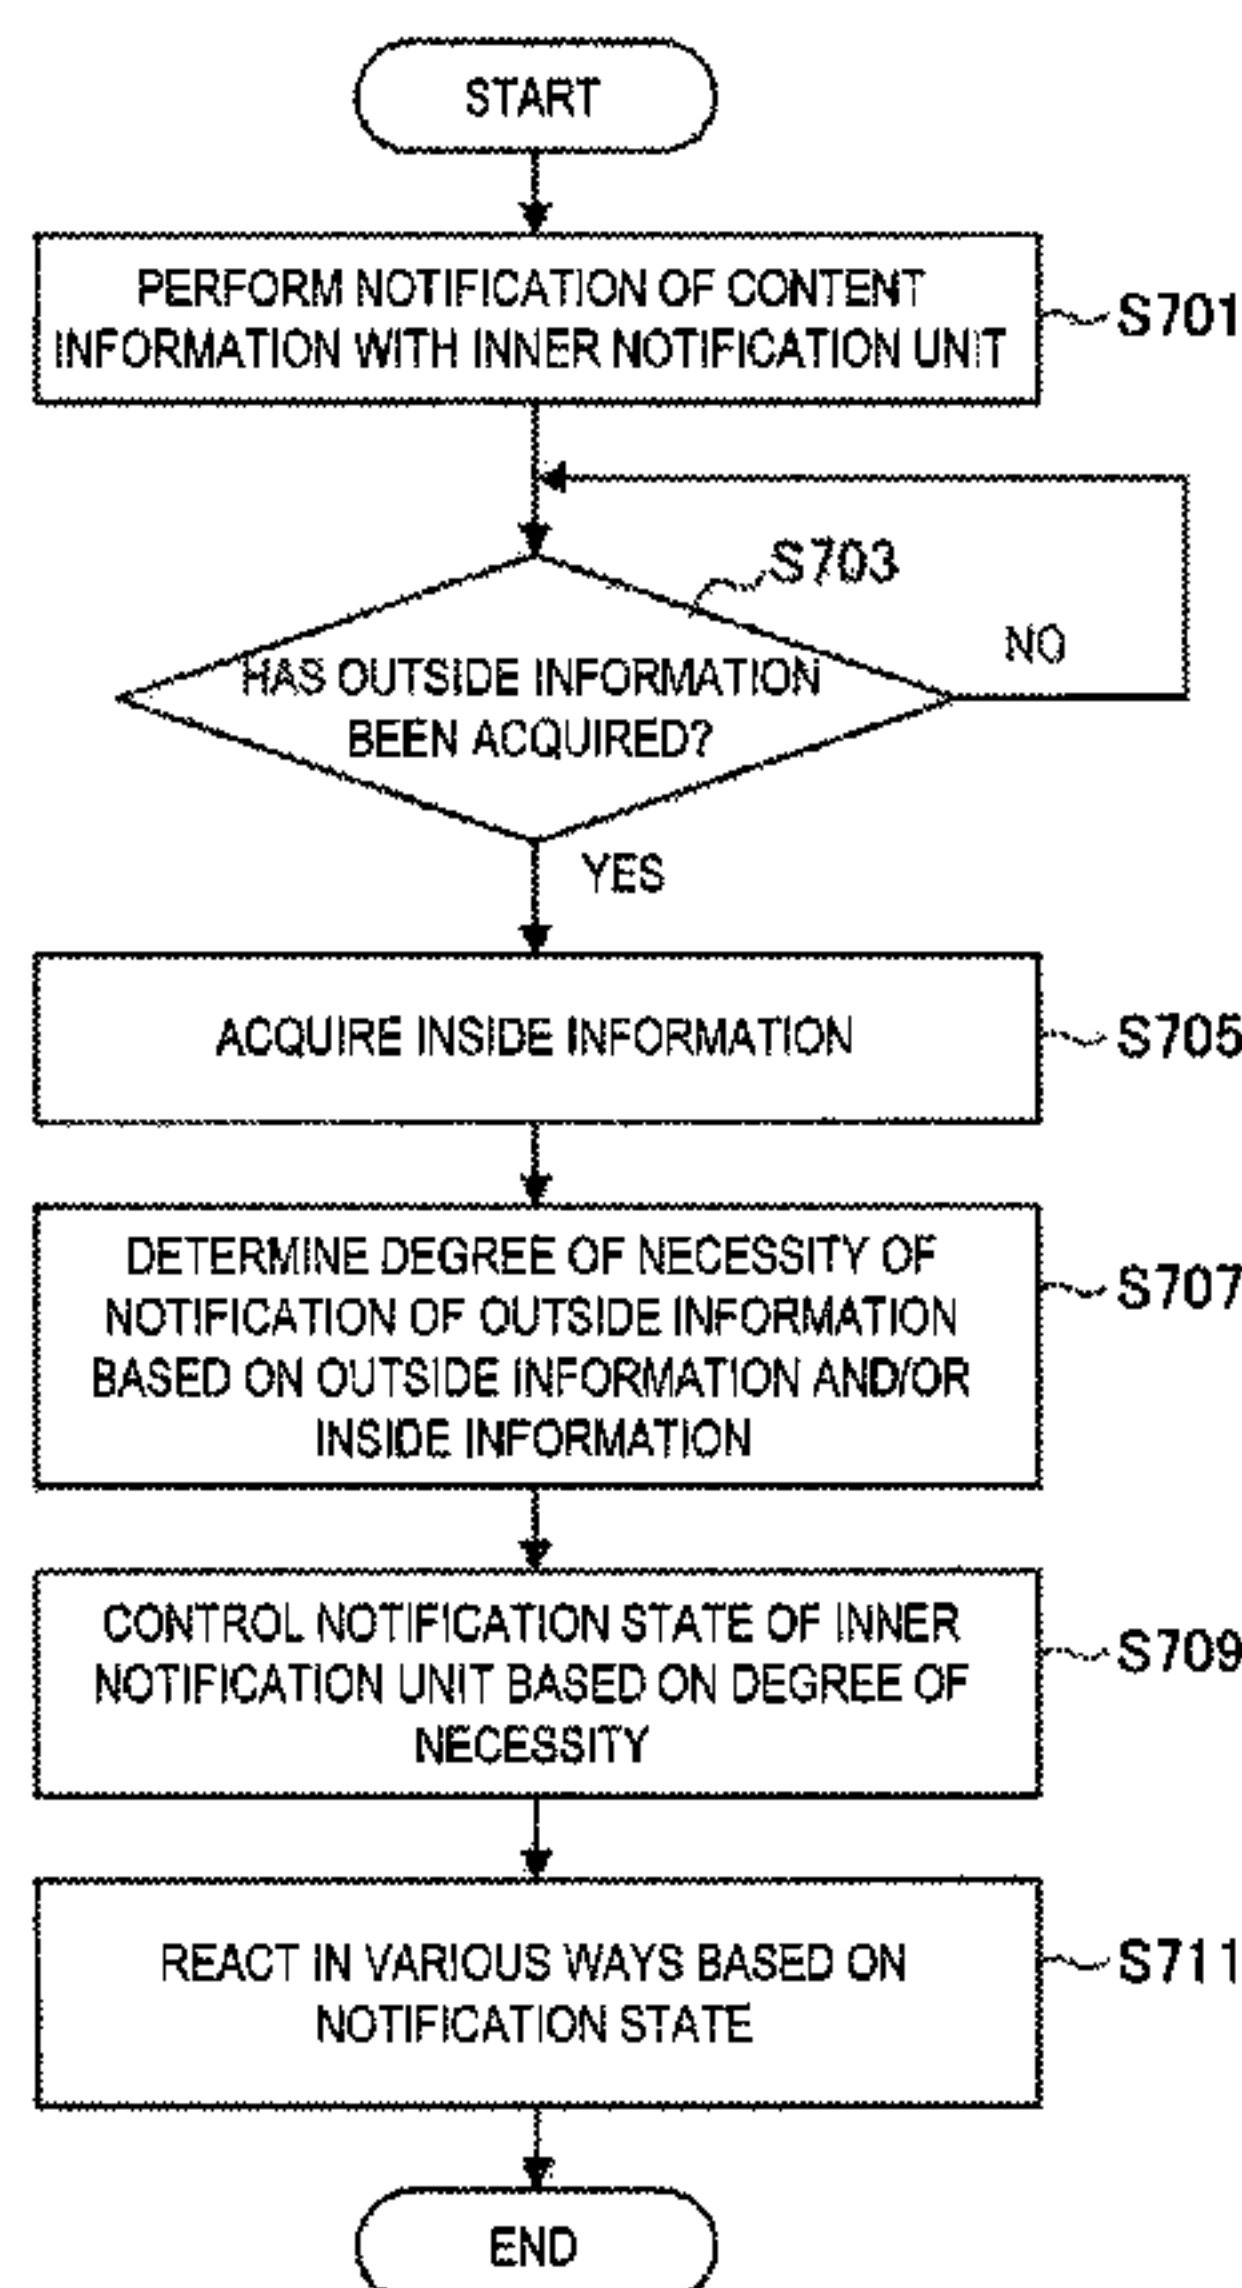 START
PERFORM NOTIFICATION OF CONTENT
INFORMATION WITH INNER NOTIFICATION UNIT
S701
S703
NO
HAS OUTSIDE INFORMATION
BEEN ACQUIRED?
YES
ACQUIRE INSIDE INFORMATION
S705
DETERMINE DEGREE OF NECESSITY OF
NOTIFICATION OF OUTSIDE INFORMATION
BASED ON OUTSIDE INFORMATION AND/OR
INSIDE INFORMATION
S707
CONTROL NOTIFICATION STATE OF INNER
NOTIFICATION UNIT BASED ON DEGREE OF
NECESSITY
S709
REACT IN VARIOUS WAYS BASED ON
NOTIFICATION STATE
S711
END